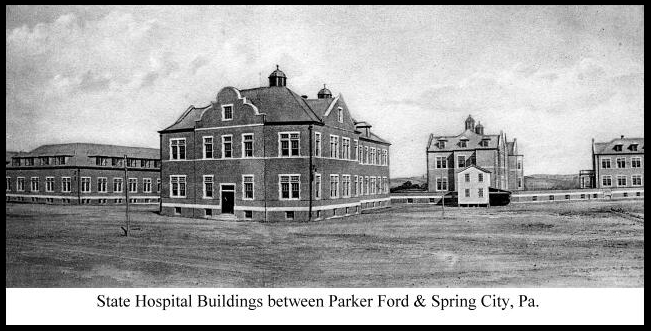 State Hospital Buildings between Parker Ford & Spring City, Pa.